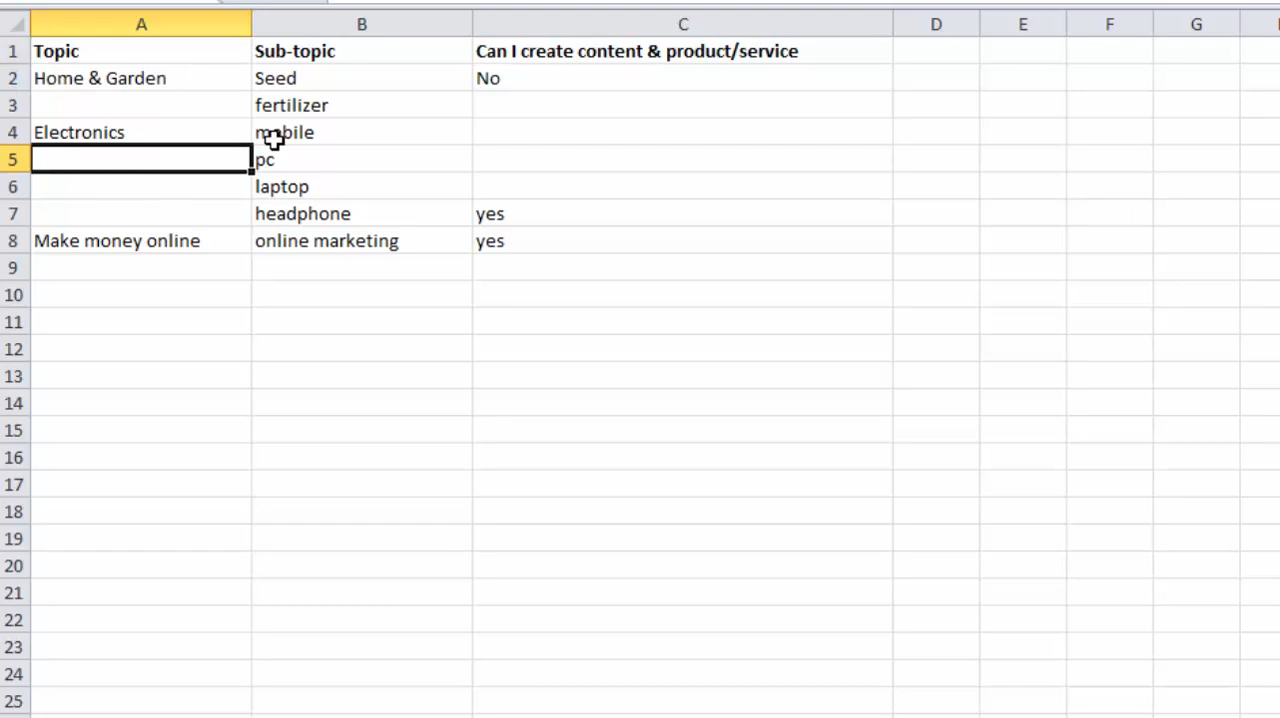 A B C D E F G
1 Topic Sub-topic Can I create content & product/service
2 Home & Garden Seed No
3 fertilizer
4 Electronics mobile
5 pc
6 laptop
7 headphone yes
8 Make money online online marketing yes
9
10
11
12
13
14
15
16
17
18
19
20
21
22
23
24
25